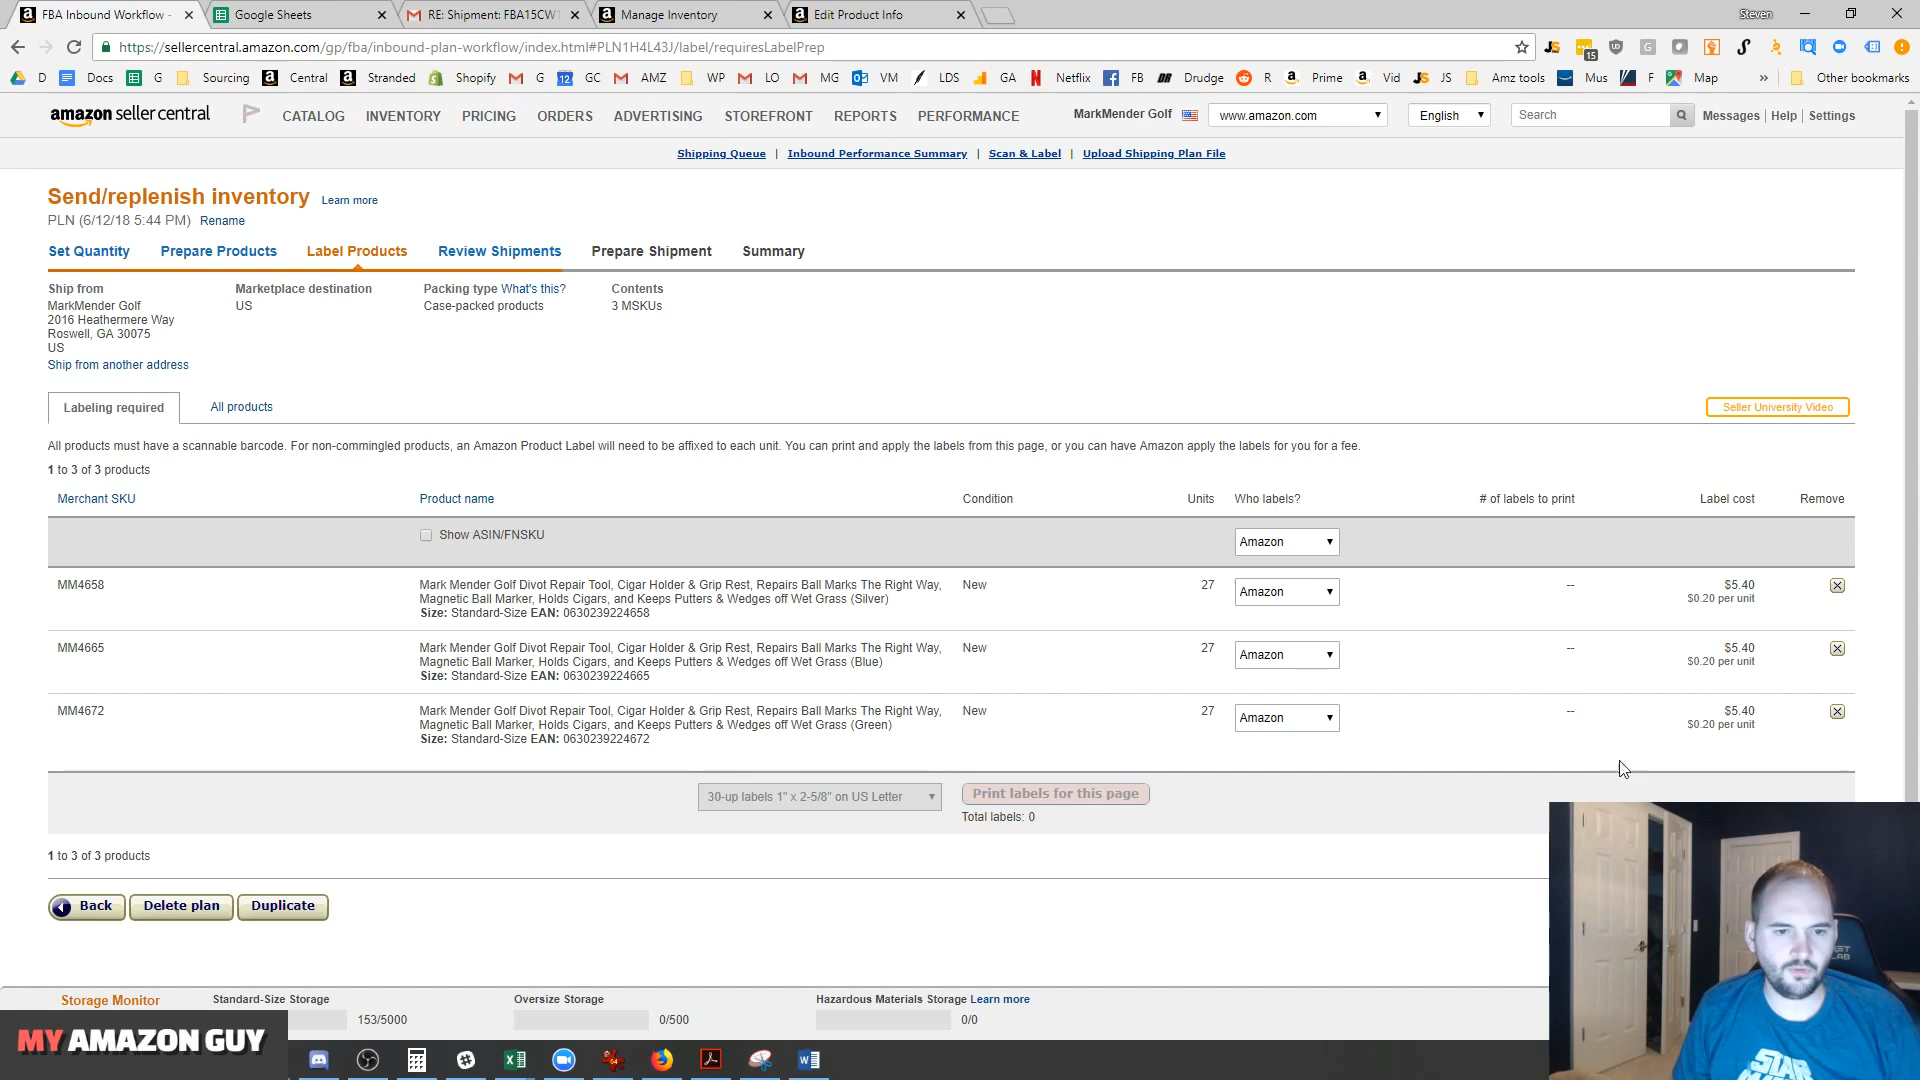 FBA Inbound Workflow -
Google Sheets
RE: Shipment: FBA15CW
Manage Inventory
Edit Product Info
Steven
https://sellercentral.amazon.com/gp/fba/inbound-plan-workflow/index.html#PLN1H4L43J/label/requiresLabelPrep
15
D Docs G Sourcing Central Stranded Shopify G 12 GC AMZ WP LO MG VM LDS GA Netflix FB DR Drudge R Prime Vid JS JS Amz tools Mus F Map » Other bookmarks
amazon seller central
CATALOG INVENTORY PRICING ORDERS ADVERTISING STOREFRONT REPORTS PERFORMANCE
MarkMender Golf
www.amazon.com
English
Search
Messages | Help | Settings
Shipping Queue | Inbound Performance Summary | Scan & Label | Upload Shipping Plan File
Send/replenish inventory Learn more
PLN (6/12/18 5:44 PM) Rename
Set Quantity Prepare Products Label Products Review Shipments Prepare Shipment Summary
Ship from
MarkMender Golf
2016 Heathermere Way
Roswell, GA 30075
US
Ship from another address
Marketplace destination
US
Packing type What's this?
Case-packed products
Contents
3 MSKUs
Labeling required
All products
Seller University Video
All products must have a scannable barcode. For non-commingled products, an Amazon Product Label will need to be affixed to each unit. You can print and apply the labels from this page, or you can have Amazon apply the labels for you for a fee.
1 to 3 of 3 products
Merchant SKU Product name Condition Units Who labels? # of labels to print Label cost Remove
Show ASIN/FNSKU Amazon
MM4658 Mark Mender Golf Divot Repair Tool, Cigar Holder & Grip Rest, Repairs Ball Marks The Right Way, New 27 Amazon -- $5.40
Magnetic Ball Marker, Holds Cigars, and Keeps Putters & Wedges off Wet Grass (Silver) $0.20 per unit
Size: Standard-Size EAN: 0630239224658
MM4665 Mark Mender Golf Divot Repair Tool, Cigar Holder & Grip Rest, Repairs Ball Marks The Right Way, New 27 Amazon -- $5.40
Magnetic Ball Marker, Holds Cigars, and Keeps Putters & Wedges off Wet Grass (Blue) $0.20 per unit
Size: Standard-Size EAN: 0630239224665
MM4672 Mark Mender Golf Divot Repair Tool, Cigar Holder & Grip Rest, Repairs Ball Marks The Right Way, New 27 Amazon -- $5.40
Magnetic Ball Marker, Holds Cigars, and Keeps Putters & Wedges off Wet Grass (Green) $0.20 per unit
Size: Standard-Size EAN: 0630239224672
30-up labels 1" x 2-5/8" on US Letter
Print labels for this page
Total labels: 0
1 to 3 of 3 products
Back
Delete plan
Duplicate
Storage Monitor
Standard-Size Storage
153/5000
Oversize Storage
0/500
Hazardous Materials Storage Learn more
0/0
MY AMAZON GUY
STAR